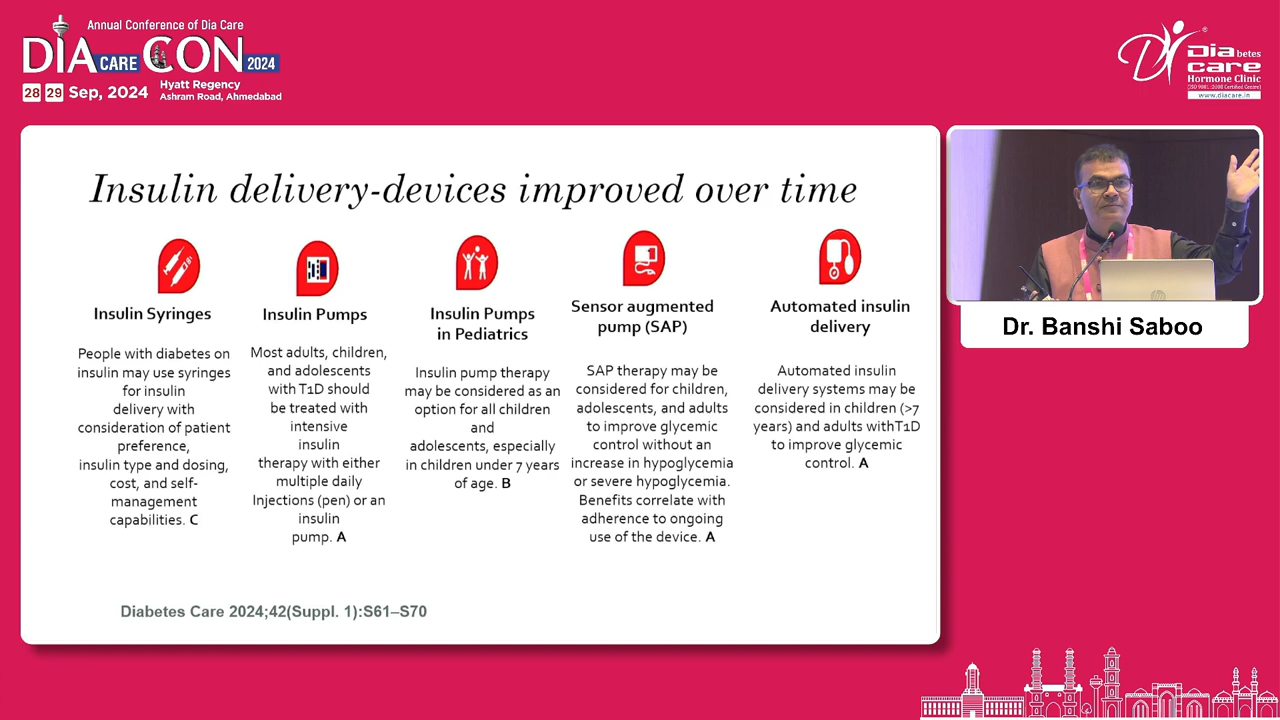 Annual Conference of Dia Care
DIA CARE CON 2024
28 29 Sep, 2024
Hyatt Regency
Ashram Road, Ahmedabad
Diabetes
care
Hormone Clinic
(ISO 9001 :2008 Certified Centre)
www.diacare.in
Insulin delivery-devices improved over time
Insulin Syringes
People with diabetes on
insulin may use syringes
for insulin
delivery with
consideration of patient
preference,
insulin type and dosing,
cost, and self-
management
capabilities. C
Insulin Pumps
Most adults, children,
and adolescents
with T1D should
be treated with
intensive
insulin
therapy with either
multiple daily
Injections (pen) or an
insulin
pump. A
Insulin Pumps
in Pediatrics
Insulin pump therapy
may be considered as an
option for all children
and
adolescents, especially
in children under 7 years
of age. B
Sensor augmented
pump (SAP)
SAP therapy may be
considered for children,
adolescents, and adults
to improve glycemic
control without an
increase in hypoglycemia
or severe hypoglycemia.
Benefits correlate with
adherence to ongoing
use of the device. A
Automated insulin
delivery
Automated insulin
delivery systems may be
considered in children (>7
years) and adults withT1D
to improve glycemic
control. A
Diabetes Care 2024;42(Suppl. 1):S61–S70
Dr. Banshi Saboo